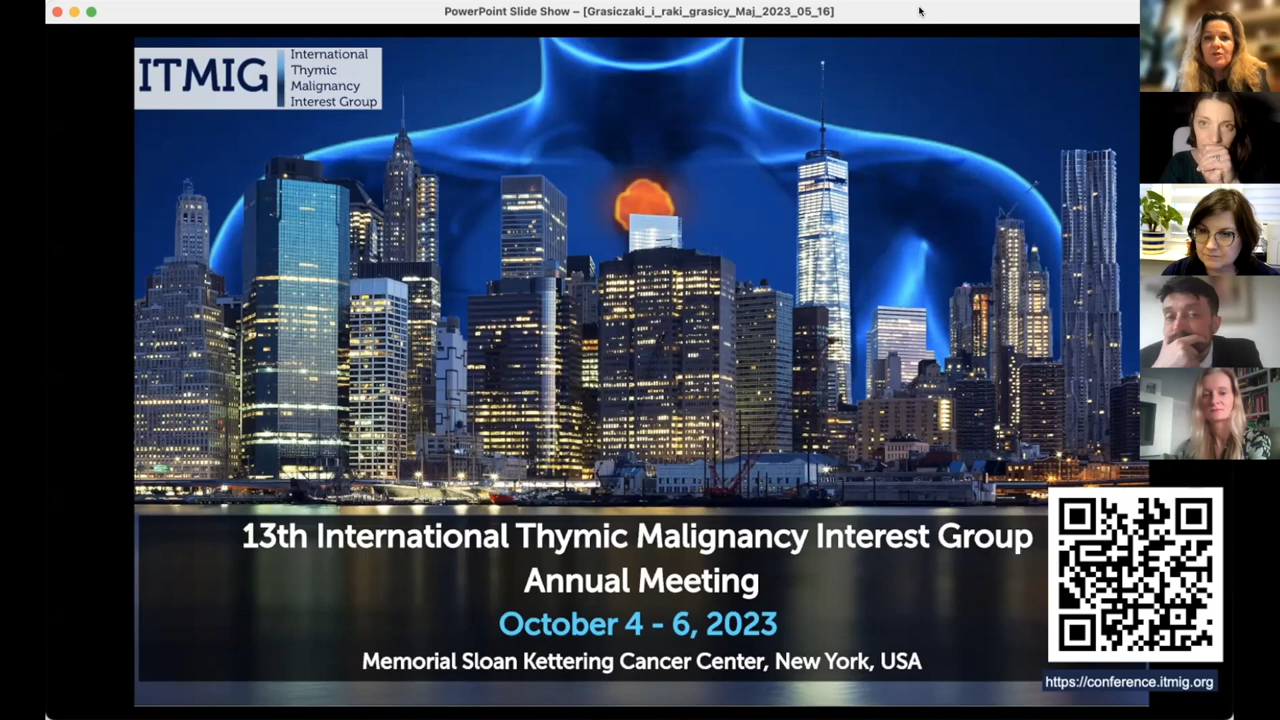 PowerPoint Slide Show – [Grasiczaki_i_raki_grasicy_Maj_2023_05_16]
ITMIG
International
Thymic
Malignancy
Interest Group
13th International Thymic Malignancy Interest Group
Annual Meeting
October 4 - 6, 2023
Memorial Sloan Kettering Cancer Center, New York, USA
https://conference.itmig.org